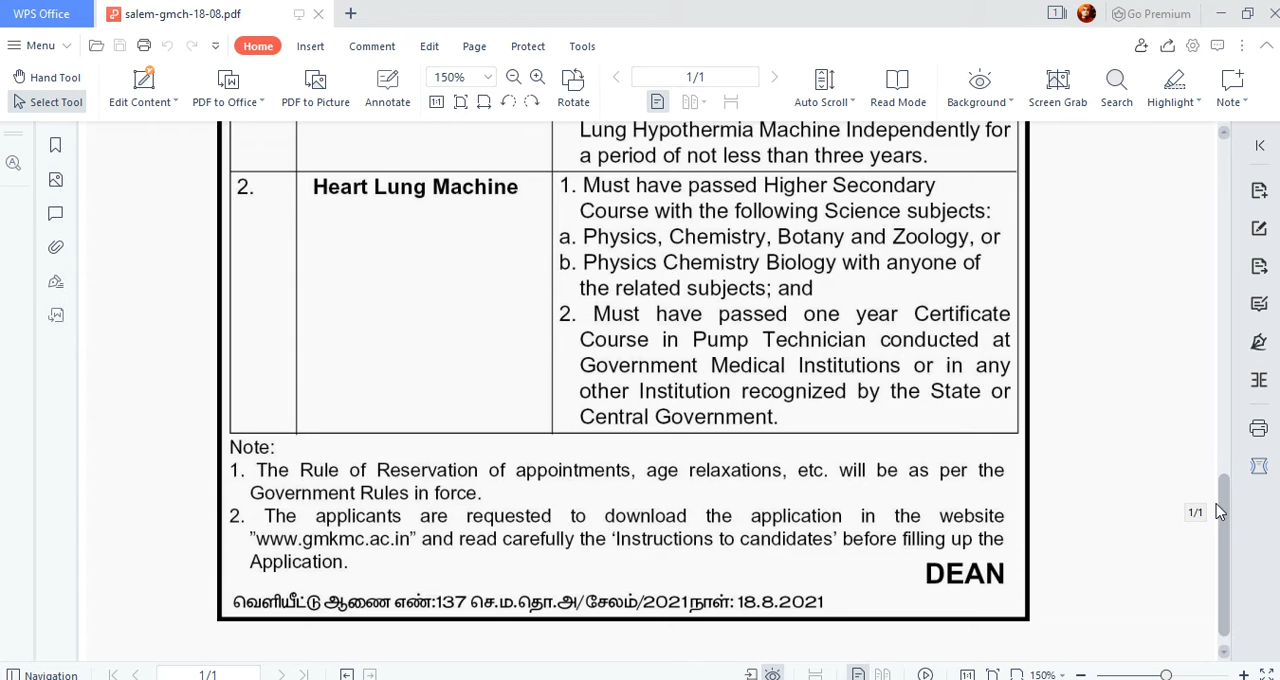 WPS Office
salem-gmch-18-08.pdf
1
Go Premium
Menu
Home
Insert
Comment
Edit
Page
Protect
Tools
Hand Tool
Select Tool
Edit Content
PDF to Office
PDF to Picture
Annotate
150%
Rotate
1/1
Auto Scroll
Read Mode
Background
Screen Grab
Search
Highlight
Note
Lung Hypothermia Machine Independently for
a period of not less than three years.
2.
Heart Lung Machine
1. Must have passed Higher Secondary
Course with the following Science subjects:
a. Physics, Chemistry, Botany and Zoology, or
b. Physics Chemistry Biology with anyone of
the related subjects; and
2. Must have passed one year Certificate
Course in Pump Technician conducted at
Government Medical Institutions or in any
other Institution recognized by the State or
Central Government.
Note:
1. The Rule of Reservation of appointments, age relaxations, etc. will be as per the
Government Rules in force.
2. The applicants are requested to download the application in the website
”www.gmkmc.ac.in” and read carefully the ‘Instructions to candidates’ before filling up the
Application.
DEAN
வெளியீட்டு ஆணை எண்:137 செ.ம.தொ.அ/சேலம்/2021 நாள்: 18.8.2021
1/1
Navigation
1/1
150%